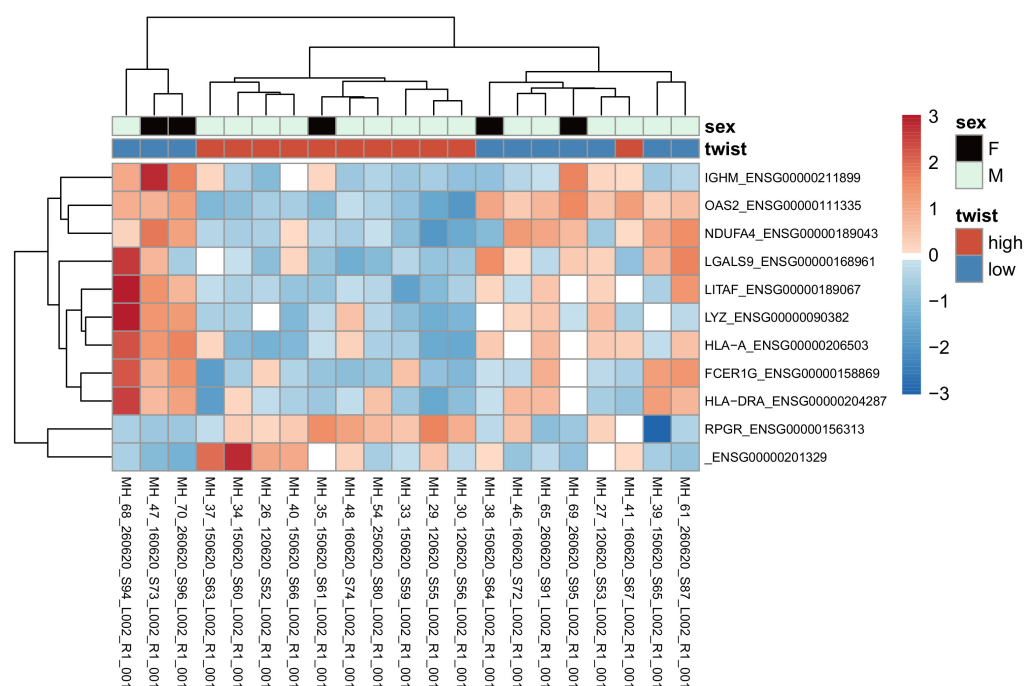 sex
twist
IGHM_ENSG00000211899
OAS2_ENSG00000111335
NDUFA4_ENSG00000189043
LGALS9_ENSG00000168961
LITAF_ENSG00000189067
LYZ_ENSG00000090382
HLA−A_ENSG00000206503
FCER1G_ENSG00000158869
HLA−DRA_ENSG00000204287
RPGR_ENSG00000156313
_ENSG00000201329
MH_68_260620_S94_L002_R1_001
MH_47_160620_S73_L002_R1_001
MH_70_260620_S96_L002_R1_001
MH_37_150620_S63_L002_R1_001
MH_34_150620_S60_L002_R1_001
MH_26_120620_S52_L002_R1_001
MH_40_150620_S66_L002_R1_001
MH_35_150620_S61_L002_R1_001
MH_48_160620_S74_L002_R1_001
MH_54_250620_S80_L002_R1_001
MH_33_150620_S59_L002_R1_001
MH_29_120620_S55_L002_R1_001
MH_30_120620_S56_L002_R1_001
MH_38_150620_S64_L002_R1_001
MH_46_160620_S72_L002_R1_001
MH_65_260620_S91_L002_R1_001
MH_69_260620_S95_L002_R1_001
MH_27_120620_S53_L002_R1_001
MH_41_160620_S67_L002_R1_001
MH_39_150620_S65_L002_R1_001
MH_61_260620_S87_L002_R1_001
3
2
1
0
−1
−2
−3
sex
F
M
twist
high
low